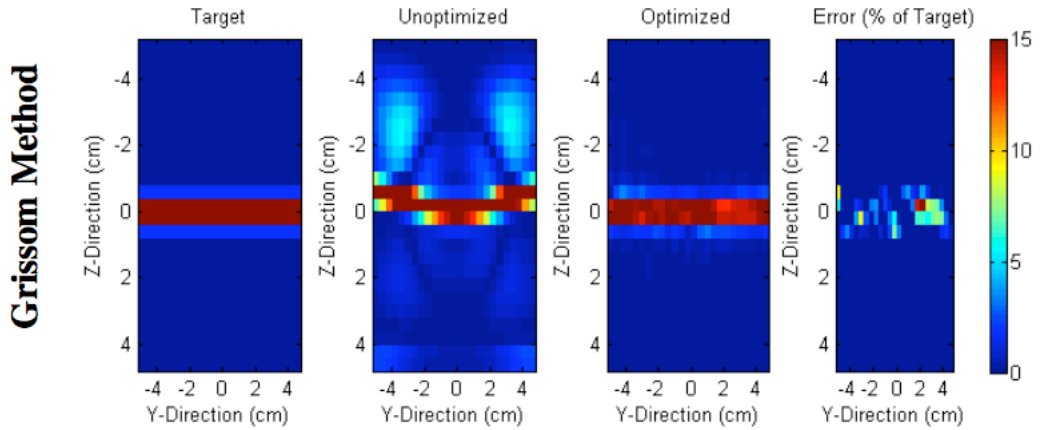 Grissom Method
Target
Unoptimized
Optimized
Error (% of Target)
Z-Direction (cm)
-4
-2
0
2
4
-4 -2 0 2 4
Y-Direction (cm)
Z-Direction (cm)
-4
-2
0
2
4
-4 -2 0 2 4
Y-Direction (cm)
Z-Direction (cm)
-4
-2
0
2
4
-4 -2 0 2 4
Y-Direction (cm)
Z-Direction (cm)
-4
-2
0
2
4
-4 -2 0 2 4
Y-Direction (cm)
15
10
5
0